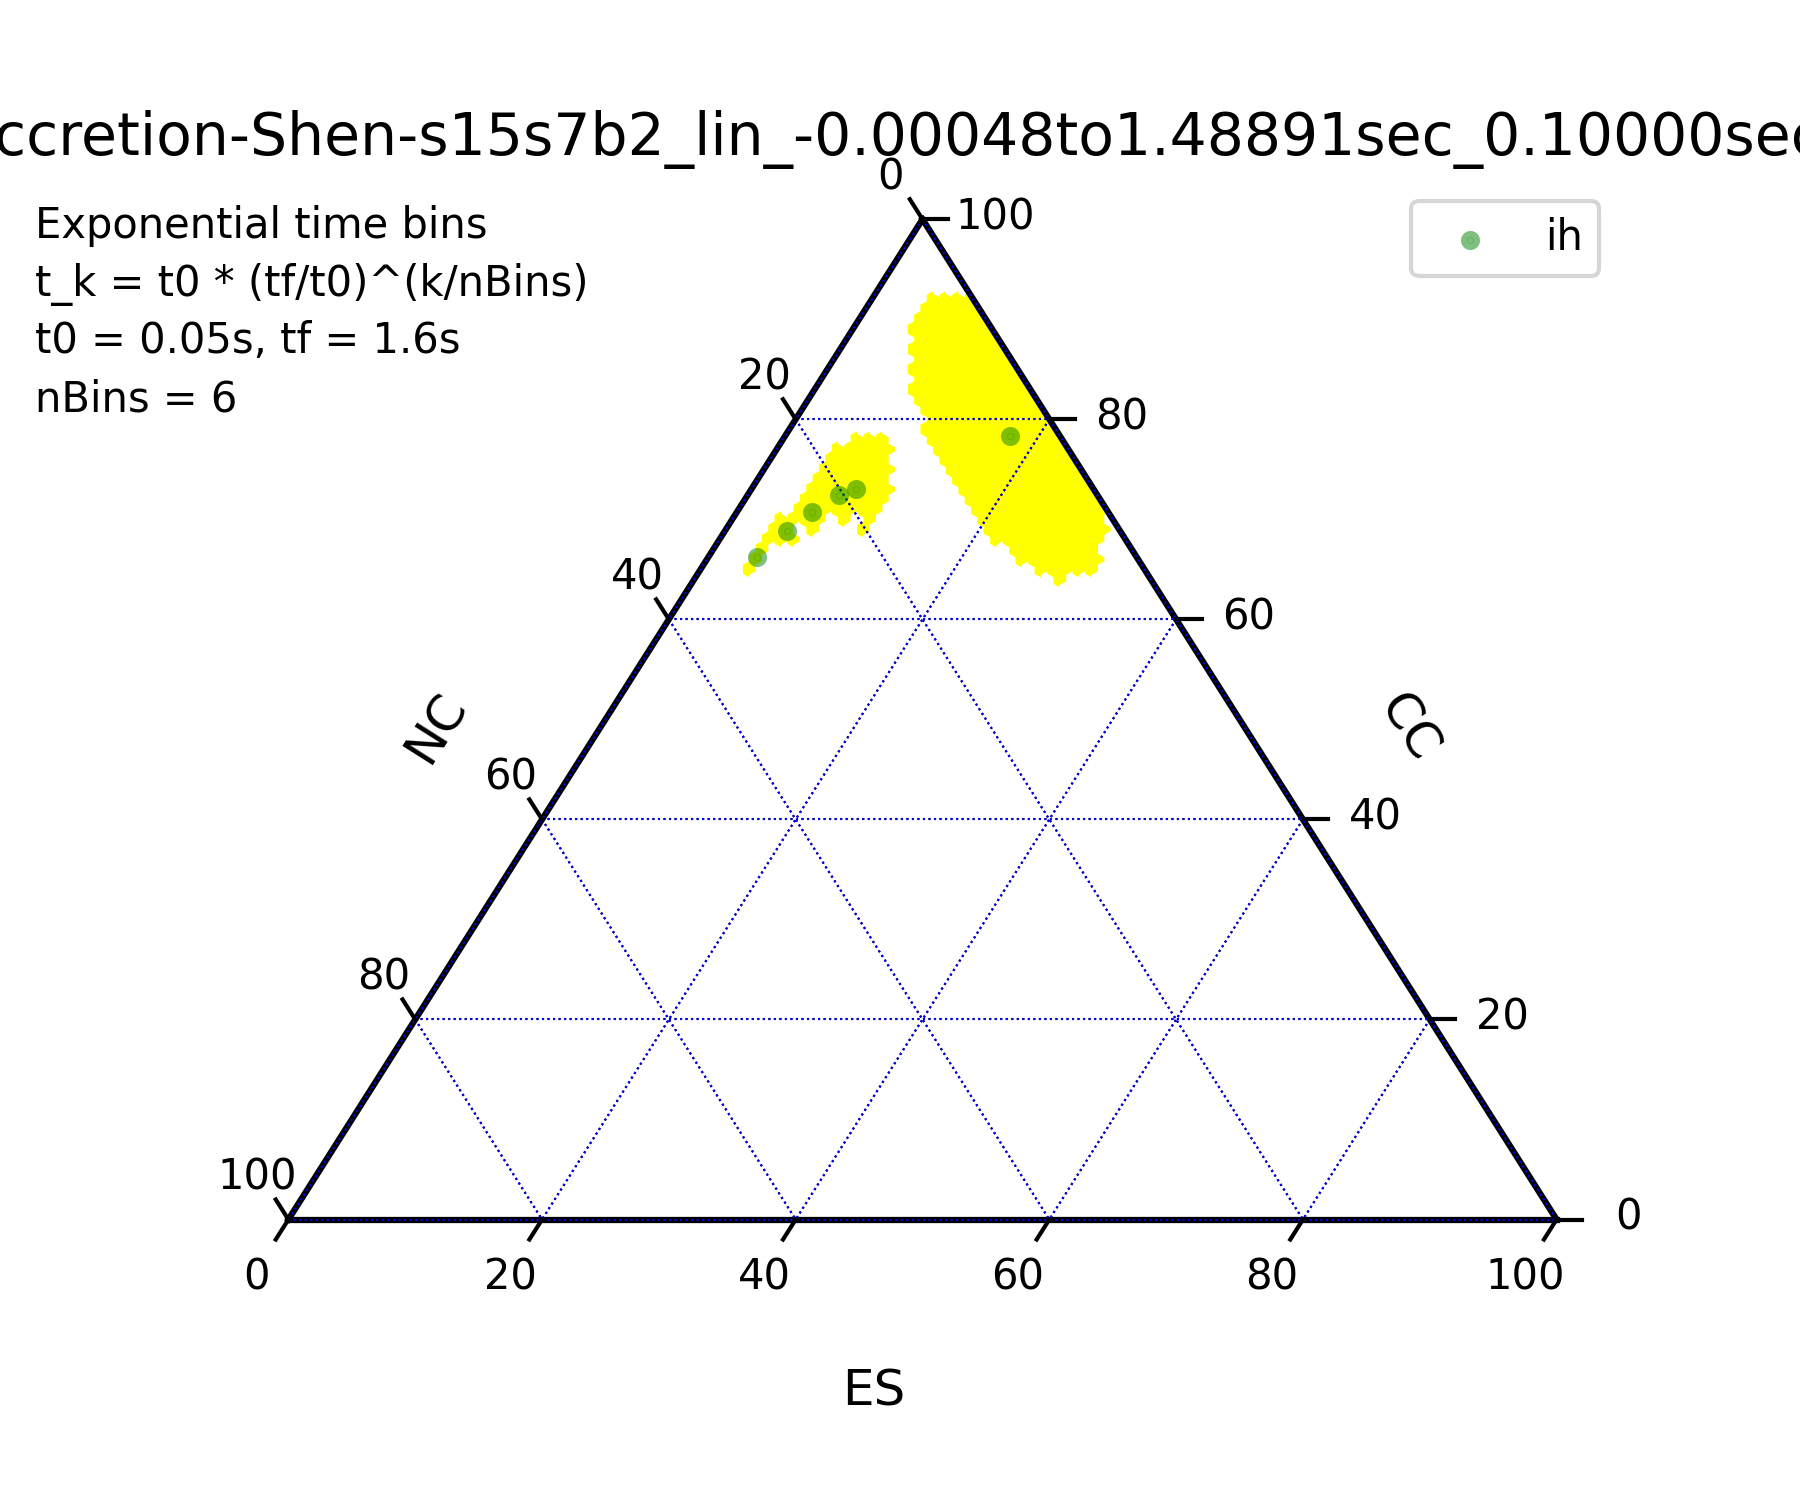 ccretion-Shen-s15s7b2_lin_-0.00048to1.48891sec_0.10000sec
Exponential time bins
t_k = t0 * (tf/t0)^(k/nBins)
t0 = 0.05s, tf = 1.6s
nBins = 6
ih
0
100
20
80
40
60
NC
CC
60
40
80
20
100
0
0
20
40
60
80
100
ES